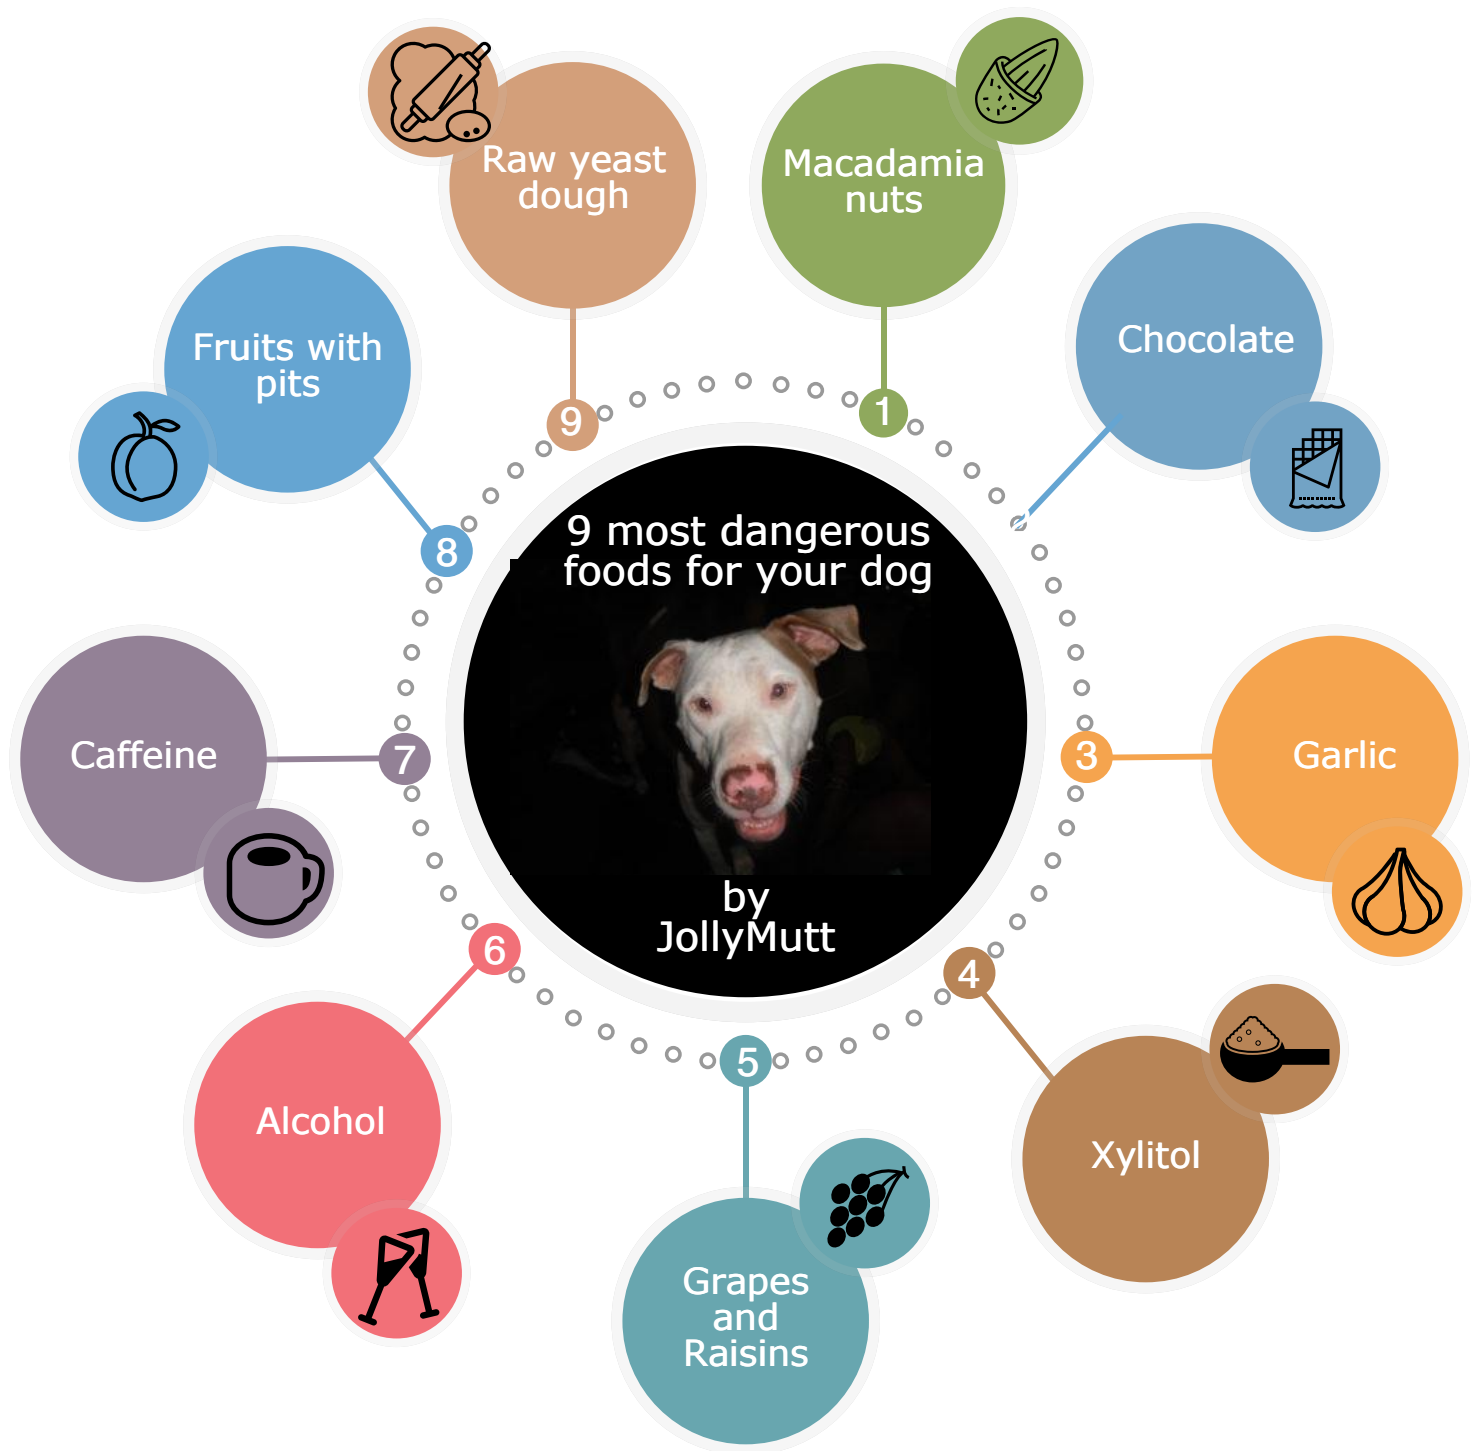 9 most dangerous
foods for your dog
by
JollyMutt
1
Macadamia
nuts
Chocolate
3
Garlic
4
Xylitol
5
Grapes
and
Raisins
6
Alcohol
7
Caffeine
8
Fruits with
pits
9
Raw yeast
dough